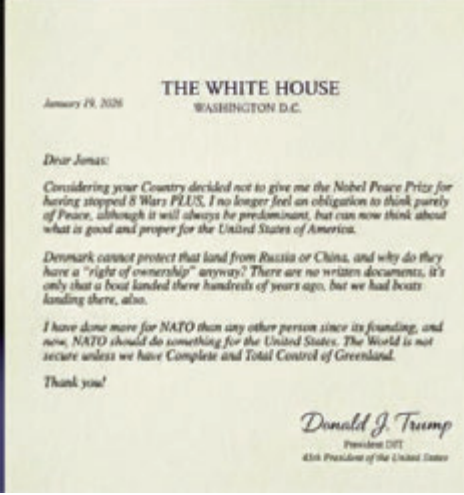 THE WHITE HOUSE
January 19, 2026
WASHINGTON D.C.
Dear Jonas:
Considering your Country decided not to give me the Nobel Peace Prize for
having stopped 8 Wars PLUS, I no longer feel an obligation to think purely
of Peace, although it will always be predominant, but can now think about
what is good and proper for the United States of America.
Denmark cannot protect that land from Russia or China, and why do they
have a "right of ownership" anyway? There are no written documents, it's
only that a boat landed there hundreds of years ago, but we had boats
landing there, also.
I have done more for NATO than any other person since its founding, and
now, NATO should do something for the United States. The World is not
secure unless we have Complete and Total Control of Greenland.
Thank you!
Donald J. Trump
President DJT
President of the United States